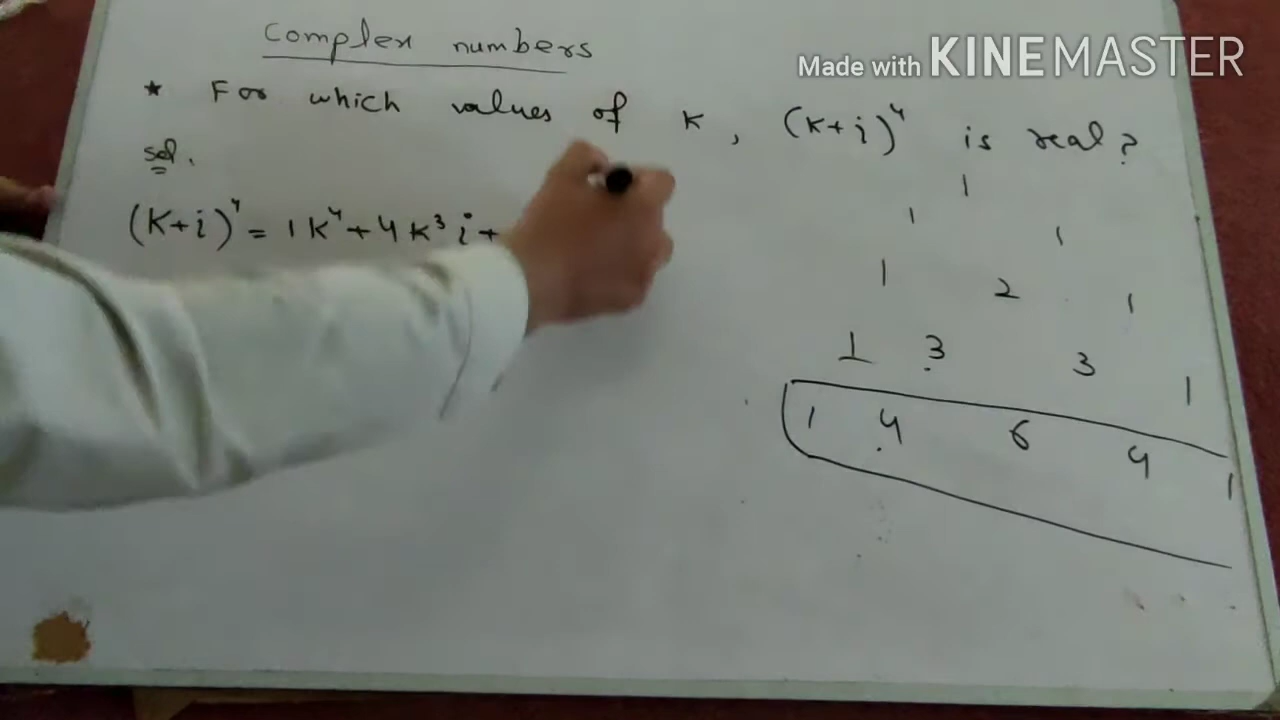 Complex numbers
Made with KINEMASTER
* For which values of K, (K+i)⁴ is real?
sol.
(K+i)⁴ = 1K⁴+4K³i+
1
1 1
1 2 1
1 3 3 1
1 4 6 4 1